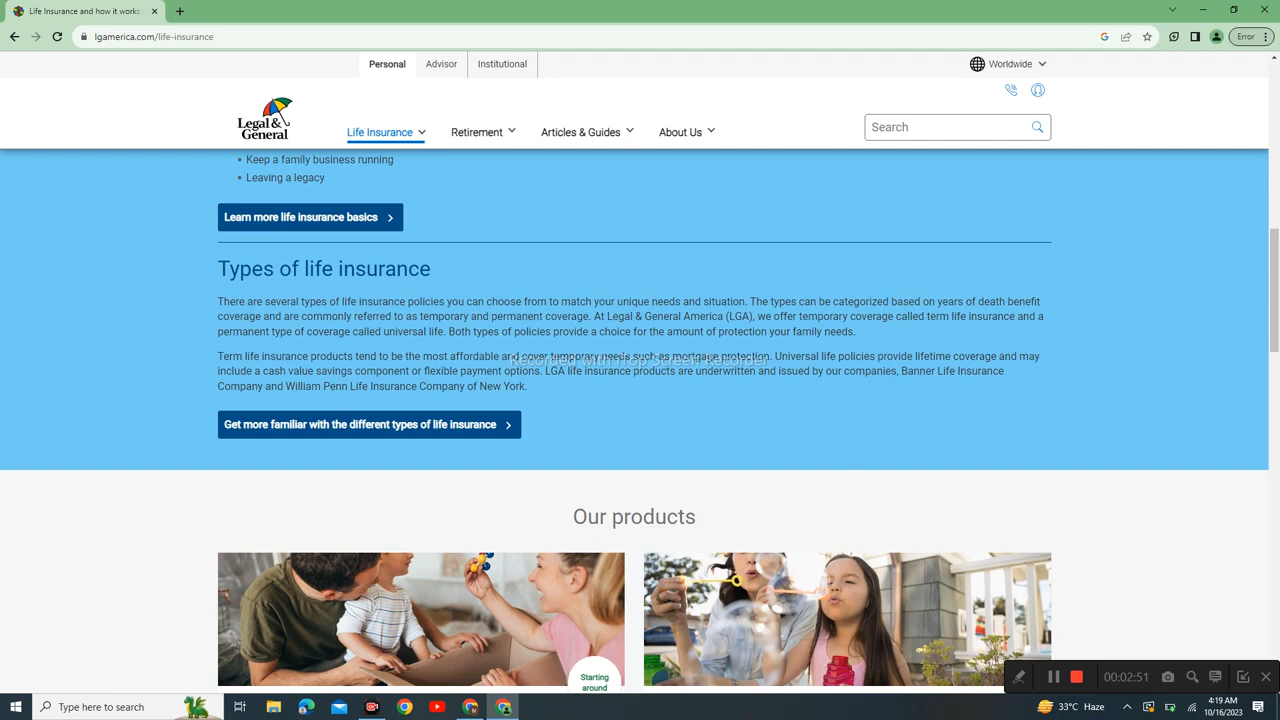 Life Insurance and how it works
lgamerica.com/life-insurance
Error
Personal
Advisor
Institutional
Worldwide
Legal &
General
Life Insurance
Retirement
Articles & Guides
About Us
Search
• Keep a family business running
• Leaving a legacy
Learn more life insurance basics
Types of life insurance
There are several types of life insurance policies you can choose from to match your unique needs and situation. The types can be categorized based on years of death benefit
coverage and are commonly referred to as temporary and permanent coverage. At Legal & General America (LGA), we offer temporary coverage called term life insurance and a
permanent type of coverage called universal life. Both types of policies provide a choice for the amount of protection your family needs.
Term life insurance products tend to be the most affordable and cover temporary needs such as mortgage protection. Universal life policies provide lifetime coverage and may
Recorded with iTop Screen Recorder
include a cash value savings component or flexible payment options. LGA life insurance products are underwritten and issued by our companies, Banner Life Insurance
Company and William Penn Life Insurance Company of New York.
Get more familiar with the different types of life insurance
Our products
Starting
around
00:02:51
Type here to search
33°C Haze
4:19 AM
10/16/2023